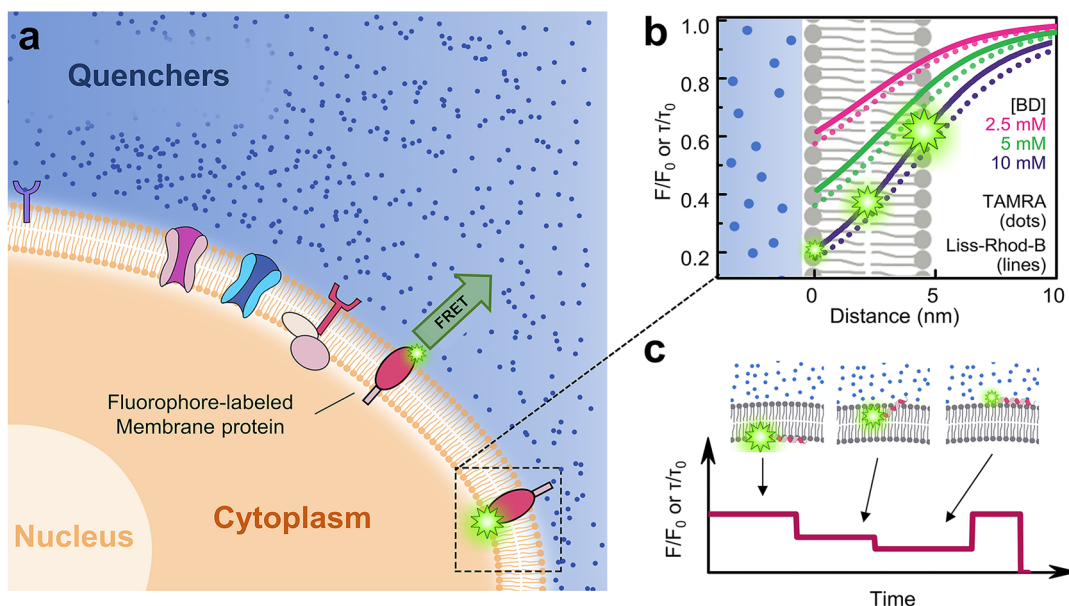 a
Quenchers
FRET
Fluorophore-labeled
Membrane protein
Cytoplasm
Nucleus
b
F/F₀ or τ/τ₀
1.0
0.8
0.6
0.4
0.2
[BD]
2.5 mM
5 mM
10 mM
TAMRA
(dots)
Liss-Rhod-B
(lines)
0
5
10
Distance (nm)
c
F/F₀ or τ/τ₀
Time